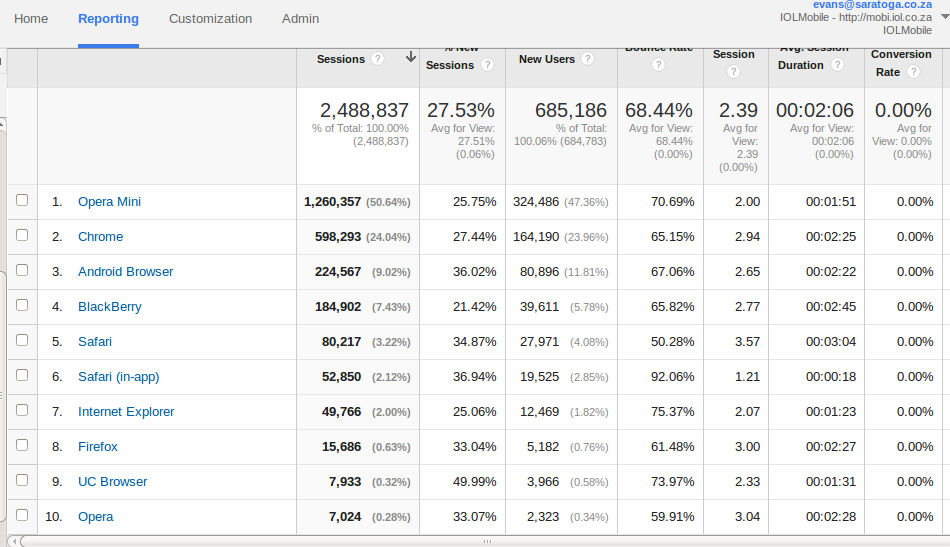 evans@saratoga.co.za
Home Reporting Customization Admin
IOLMobile - http://mobi.iol.co.za
IOLMobile
Sessions ? % New Sessions ? New Users ? Bounce Rate ? Session ? Avg. Session Duration ? Conversion Rate ?
2,488,837 27.53% 685,186 68.44% 2.39 00:02:06 0.00%
% of Total: 100.00% (2,488,837) Avg for View: 27.51% (0.06%) % of Total: 100.06% (684,783) Avg for View: 68.44% (0.00%) Avg for View: 2.39 (0.00%) Avg for View: 00:02:06 (0.00%) Avg for View: 0.00% (0.00%)
1. Opera Mini 1,260,357 (50.64%) 25.75% 324,486 (47.36%) 70.69% 2.00 00:01:51 0.00%
2. Chrome 598,293 (24.04%) 27.44% 164,190 (23.96%) 65.15% 2.94 00:02:25 0.00%
3. Android Browser 224,567 (9.02%) 36.02% 80,896 (11.81%) 67.06% 2.65 00:02:22 0.00%
4. BlackBerry 184,902 (7.43%) 21.42% 39,611 (5.78%) 65.82% 2.77 00:02:45 0.00%
5. Safari 80,217 (3.22%) 34.87% 27,971 (4.08%) 50.28% 3.57 00:03:04 0.00%
6. Safari (in-app) 52,850 (2.12%) 36.94% 19,525 (2.85%) 92.06% 1.21 00:00:18 0.00%
7. Internet Explorer 49,766 (2.00%) 25.06% 12,469 (1.82%) 75.37% 2.07 00:01:23 0.00%
8. Firefox 15,686 (0.63%) 33.04% 5,182 (0.76%) 61.48% 3.00 00:02:27 0.00%
9. UC Browser 7,933 (0.32%) 49.99% 3,966 (0.58%) 73.97% 2.33 00:01:31 0.00%
10. Opera 7,024 (0.28%) 33.07% 2,323 (0.34%) 59.91% 3.04 00:02:28 0.00%